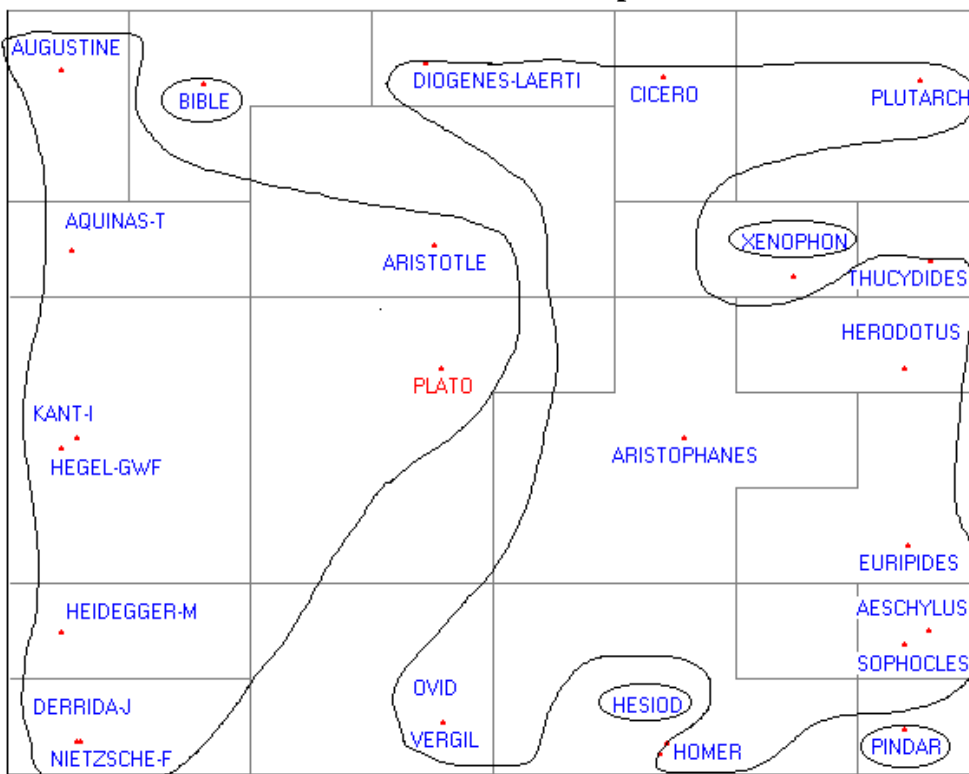 AUGUSTINE
DIOGENES-LAERTI
CICERO
BIBLE
PLUTARCH
AQUINAS-T
XENOPHON
ARISTOTLE
THUCYDIDES
HERODOTUS
PLATO
KANT-I
ARISTOPHANES
HEGEL-GWF
EURIPIDES
HEIDEGGER-M
AESCHYLUS
SOPHOCLES
OVID
DERRIDA-J
HESIOD
VERGIL
PINDAR
NIETZSCHE-F
HOMER